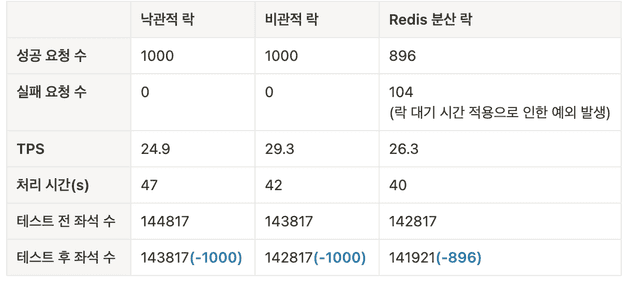 낙관적 락 비관적 락 Redis 분산 락
성공 요청 수 1000 1000 896
실패 요청 수 0 0 104
(락 대기 시간 적용으로 인한 예외 발생)
TPS 24.9 29.3 26.3
처리 시간(s) 47 42 40
테스트 전 좌석 수 144817 143817 142817
테스트 후 좌석 수 143817(-1000) 142817(-1000) 141921(-896)